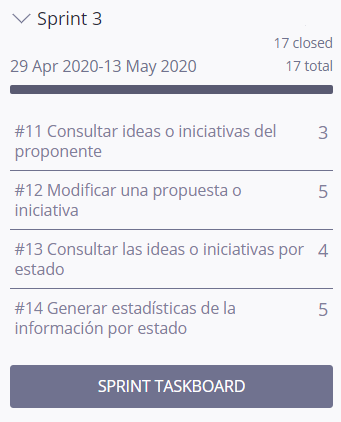 Sprint 3
17 closed
29 Apr 2020-13 May 2020
17 total
#11 Consultar ideas o iniciativas del
proponente
3
#12 Modificar una propuesta o
iniciativa
5
#13 Consultar las ideas o iniciativas por
estado
4
#14 Generar estadísticas de la
información por estado
5
SPRINT TASKBOARD